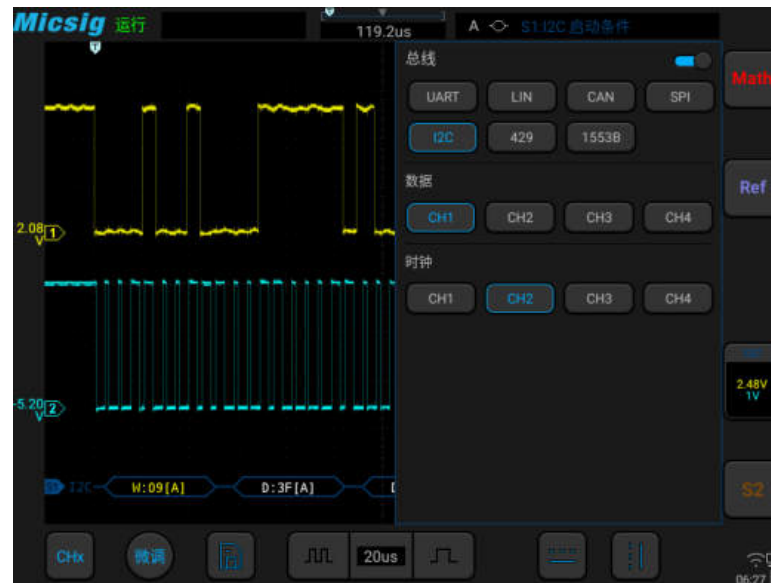 Micsig 运行
119.2us
A S1:I2C 启动条件
总线
UART LIN CAN SPI
I2C 429 1553B
数据
CH1 CH2 CH3 CH4
时钟
CH1 CH2 CH3 CH4
Math
Ref
T
2.08 V 1
-5.20 V 2
2.48V
1V
S1 I2C W:09[A] D:3F[A]
S2
CHx 微调 20us
06:27